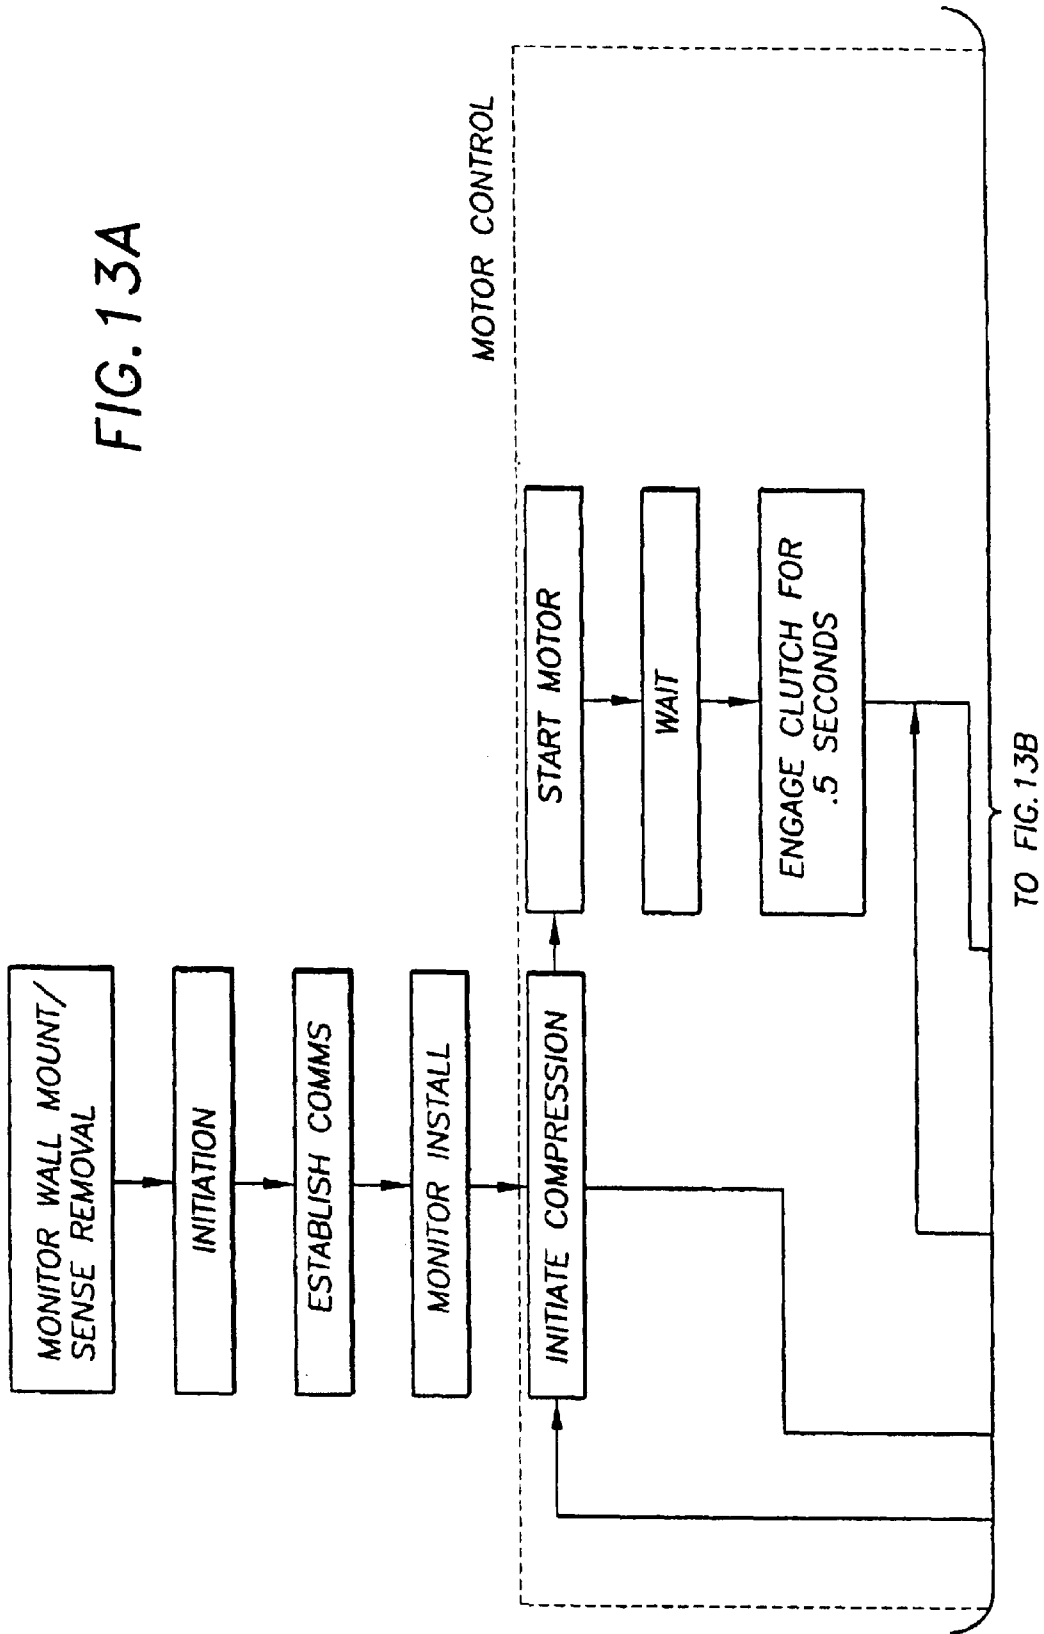 FIG. 13A
MONITOR WALL MOUNT/
SENSE REMOVAL
INITIATION
ESTABLISH COMMS
MONITOR INSTALL
MOTOR CONTROL
INITIATE COMPRESSION
START MOTOR
WAIT
ENGAGE CLUTCH FOR
.5 SECONDS
TO FIG. 13B